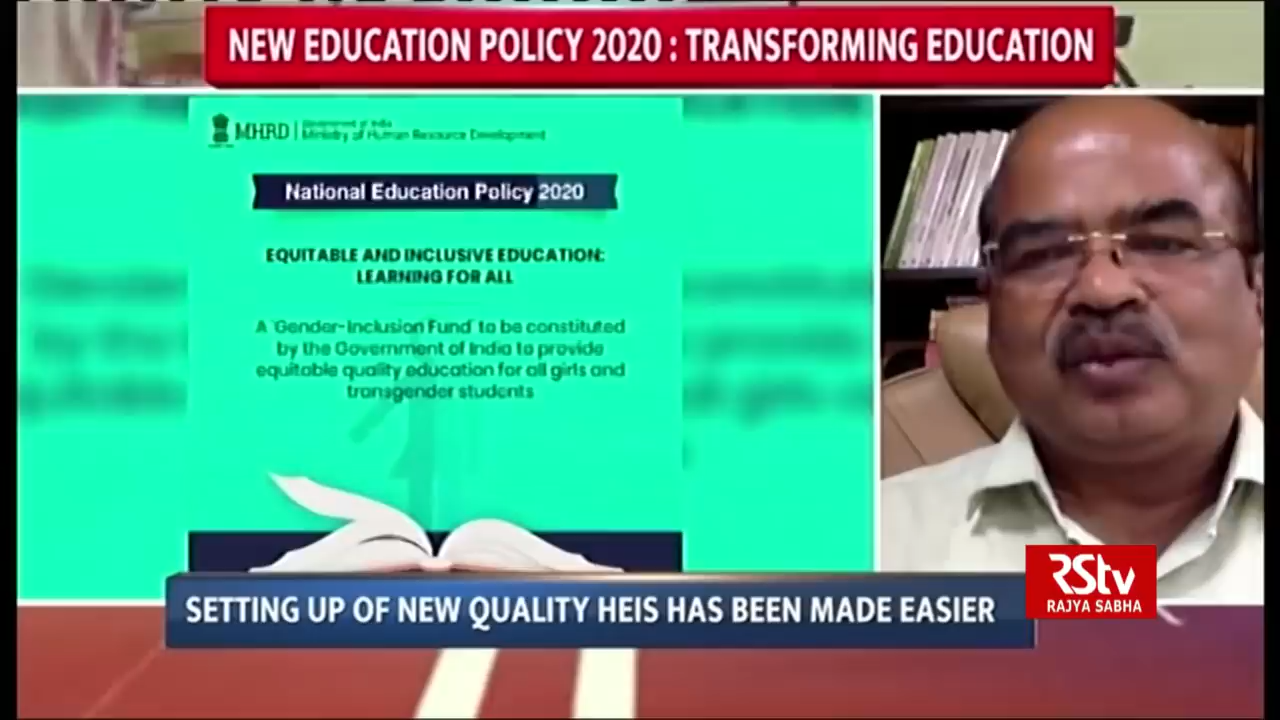 NEW EDUCATION POLICY 2020 : TRANSFORMING EDUCATION
MHRD
Government of India
Ministry of Human Resource Development
National Education Policy 2020
EQUITABLE AND INCLUSIVE EDUCATION:
LEARNING FOR ALL
A 'Gender-Inclusion Fund' to be constituted
by the Government of India to provide
equitable quality education for all girls and
transgender students
SETTING UP OF NEW QUALITY HEIS HAS BEEN MADE EASIER
RSTV
RAJYA SABHA